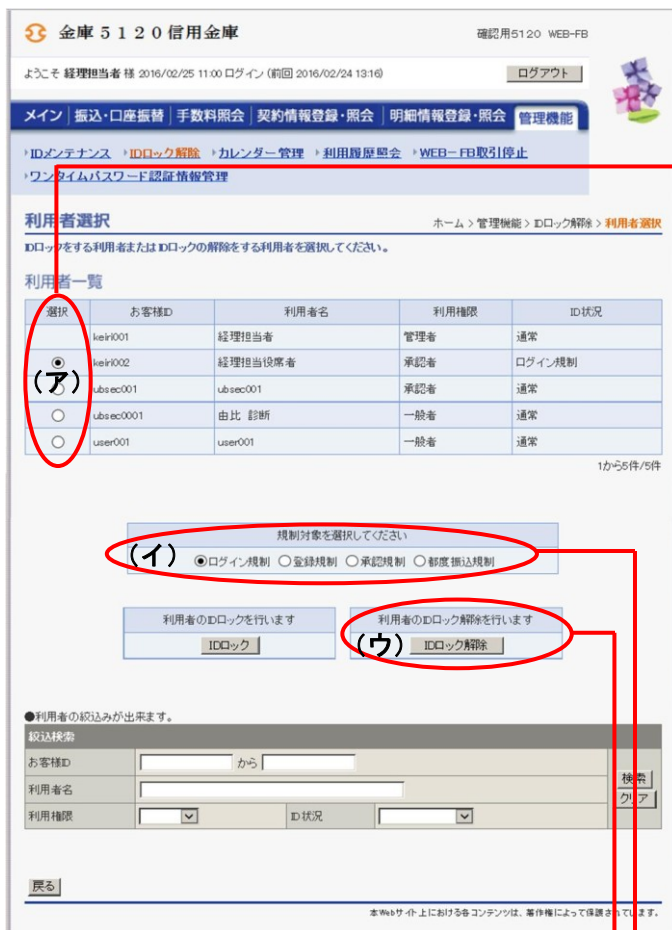 金庫５１２０信用金庫
確認用5120 WEB-FB
ようこそ 経理担当者 様 2016/02/25 11:00 ログイン (前回 2016/02/24 13:16)
ログアウト
メイン 振込・口座振替 手数料照会 契約情報登録・照会 明細情報登録・照会 管理機能
IDメンテナンス IDロック解除 カレンダー管理 利用履歴照会 WEB-FB取引停止
ワンタイムパスワード認証情報管理
利用者選択
ホーム > 管理機能 > IDロック解除 > 利用者選択
IDロックをする利用者またはIDロックの解除をする利用者を選択してください。
利用者一覧
選択 お客様ID 利用者名 利用権限 ID状況
keiri001 経理担当者 管理者 通常
keiri002 経理担当役席者 承認者 ログイン規制
(ア) ubsec001 ubsec001 承認者 通常
ubsec0001 由比 診断 一般者 通常
user001 user001 一般者 通常
1から5件/5件
規制対象を選択してください
(イ) ログイン規制 登録規制 承認規制 都度振込規制
利用者のIDロックを行います 利用者のIDロック解除を行います
IDロック (ウ) IDロック解除
●利用者の絞込みが出来ます。
絞込検索
お客様ID から
利用者名
検索
クリア
利用権限 ID状況
戻る
本Webサイト上における各コンテンツは、著作権によって保護されています。